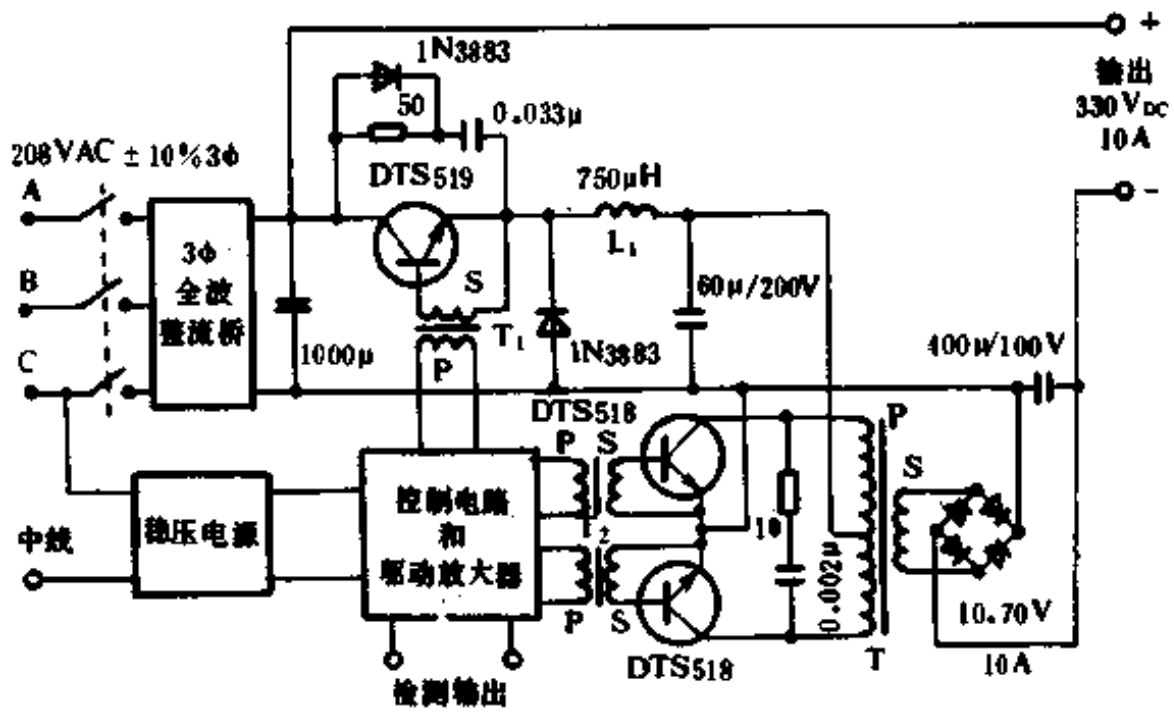 1N3883
50
0.033μ
208VAC ± 10% 3φ
DTS519
750μH
+
输出
330VDC
10A
−
A
B
C
3φ
全波
整流桥
1000μ
S
T1
P
L1
1N3883
60μ/200V
400μ/100V
DTS518
P
S
P
S
稳压电源
中线
控制电路
和
驱动放大器
2
10
0.002μ
P
S
DTS518
T
10.70V
10A
检测输出